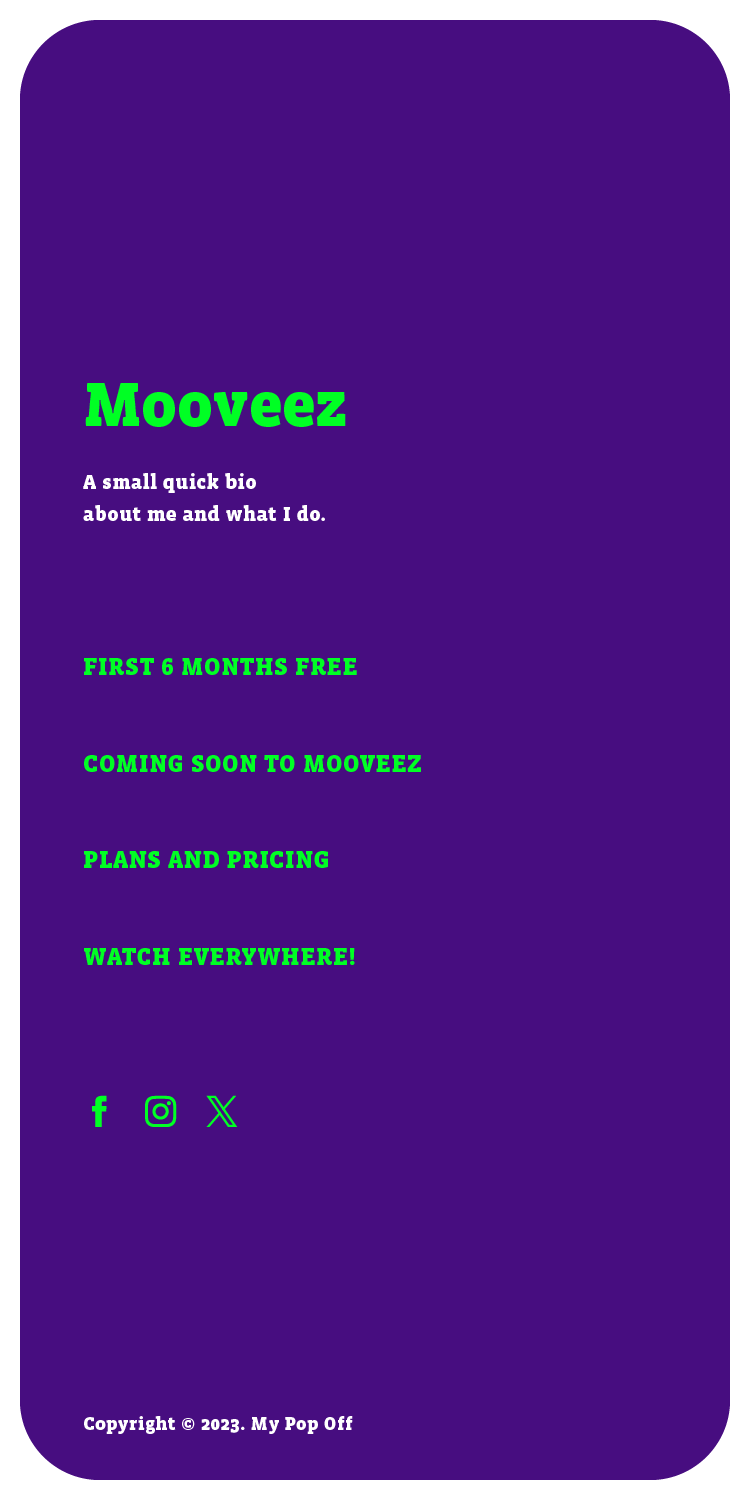 Mooveez
A small quick bio
about me and what I do.
FIRST 6 MONTHS FREE
COMING SOON TO MOOVEEZ
PLANS AND PRICING
WATCH EVERYWHERE!
Copyright © 2023. My Pop Off